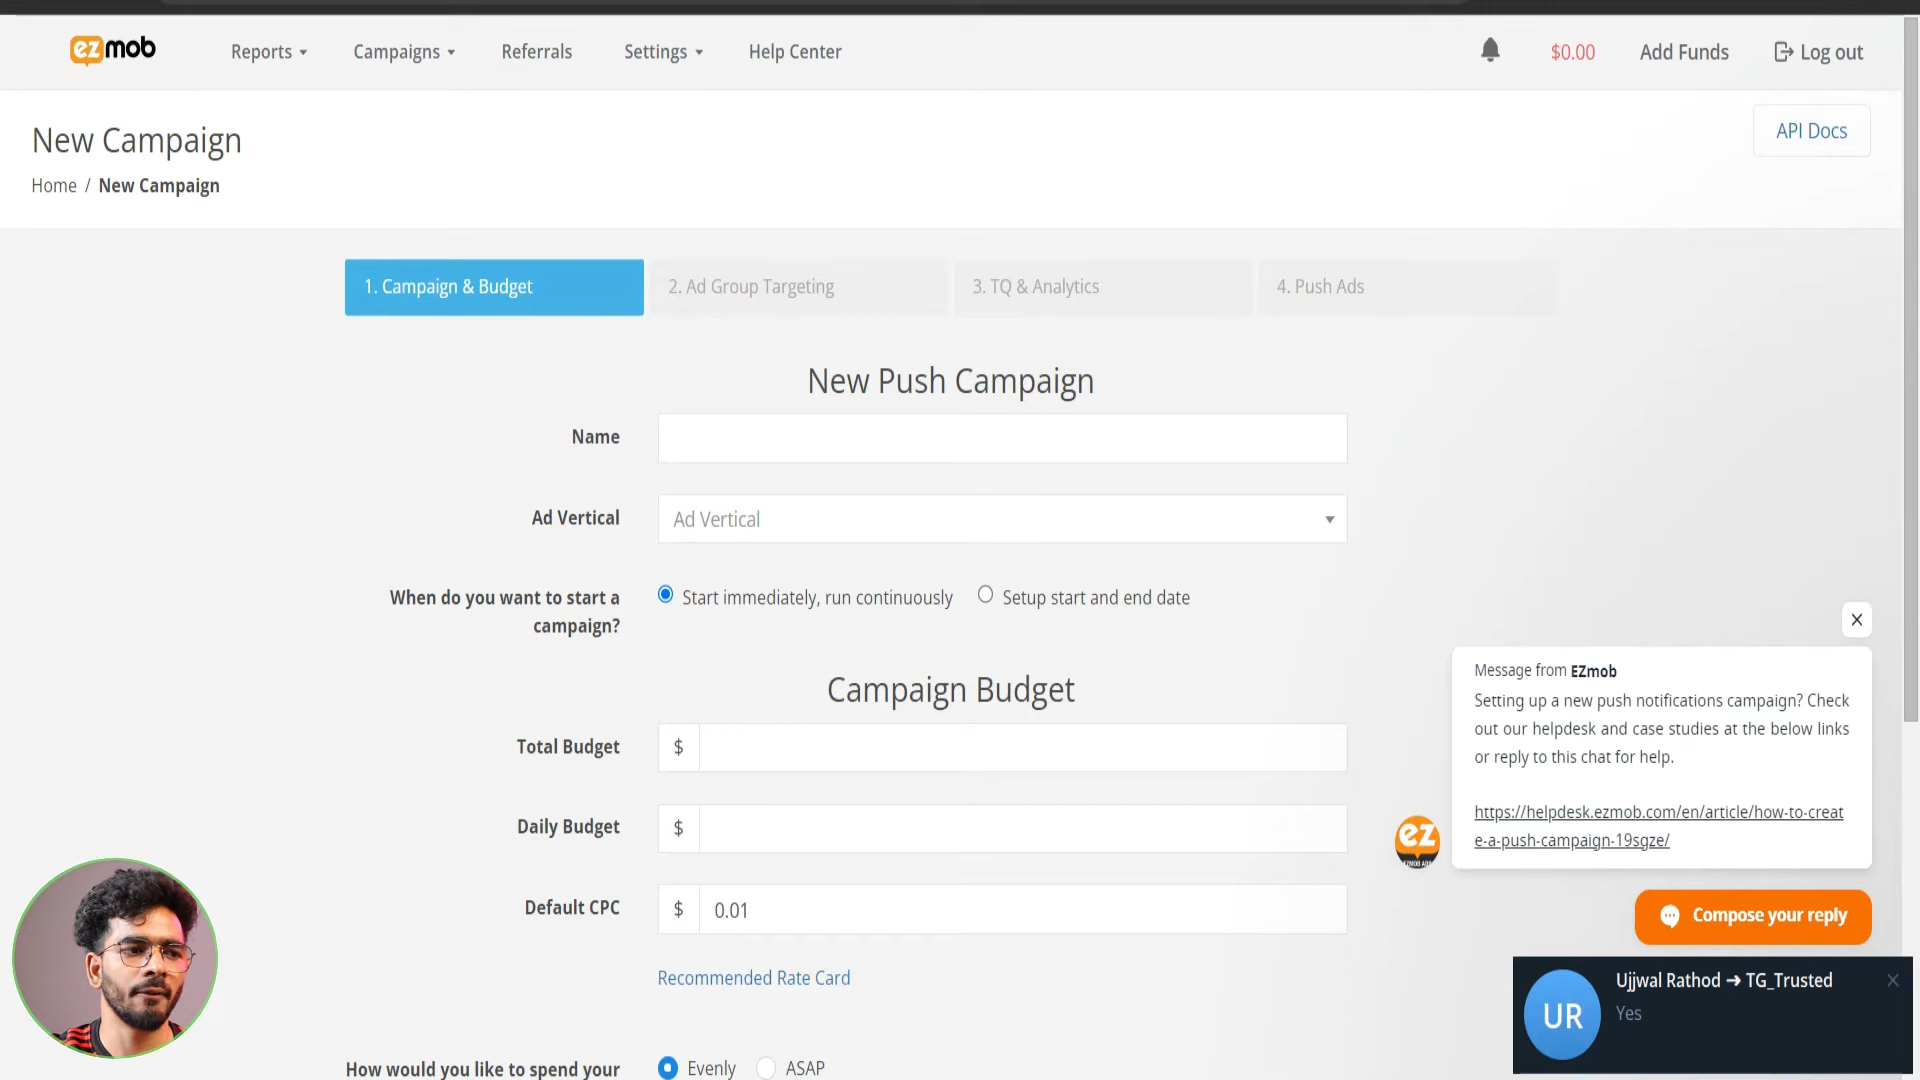 ezmob
Reports
Campaigns
Referrals
Settings
Help Center
$0.00
Add Funds
Log out
New Campaign
API Docs
Home / New Campaign
1. Campaign & Budget
2. Ad Group Targeting
3. TQ & Analytics
4. Push Ads
New Push Campaign
Name
Ad Vertical
Ad Vertical
When do you want to start a
campaign?
Start immediately, run continuously
Setup start and end date
Campaign Budget
Total Budget
$
Daily Budget
$
Default CPC
$ 0.01
Recommended Rate Card
How would you like to spend your
Evenly
ASAP
Message from EZmob
Setting up a new push notifications campaign? Check
out our helpdesk and case studies at the below links
or reply to this chat for help.
https://helpdesk.ezmob.com/en/article/how-to-creat
e-a-push-campaign-19sgze/
ez
EZMOB ADS
Compose your reply
UR
Ujjwal Rathod ➜ TG_Trusted
Yes